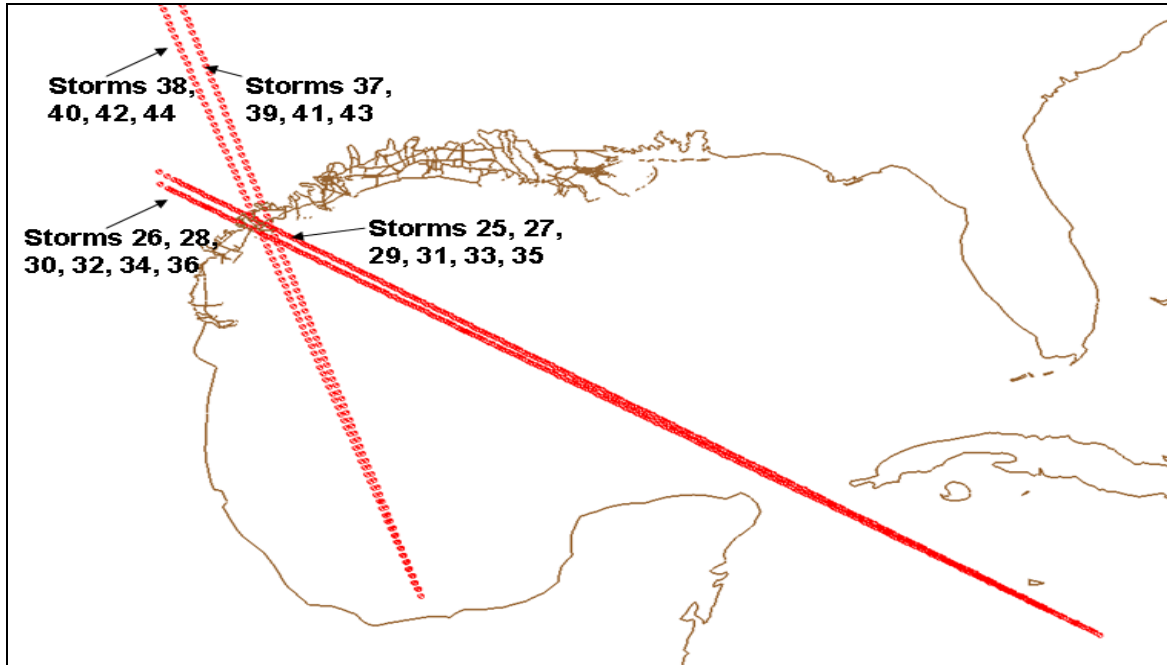 Storms 38,
40, 42, 44
Storms 37,
39, 41, 43
Storms 26, 28,
30, 32, 34, 36
Storms 25, 27,
29, 31, 33, 35